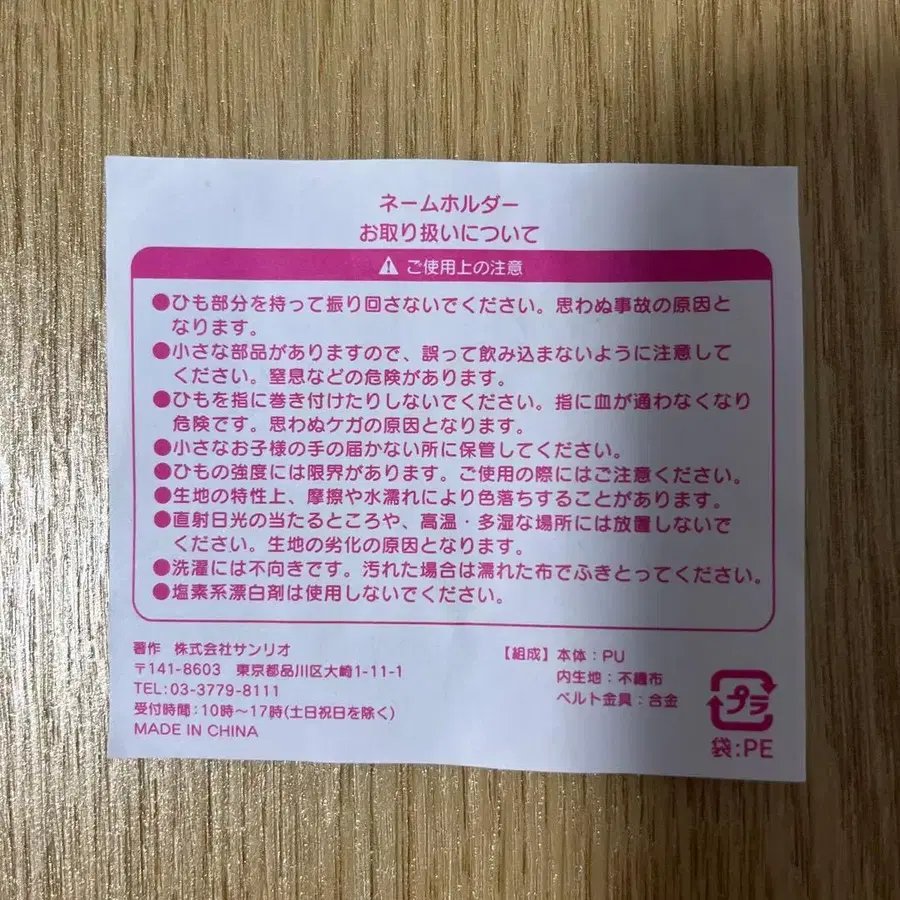 ネームホルダー
お取り扱いについて
ご使用上の注意
●ひも部分を持って振り回さないでください。思わぬ事故の原因と
なります。
●小さな部品がありますので、誤って飲み込まないように注意して
ください。窒息などの危険があります。
●ひもを指に巻き付けたりしないでください。指に血が通わなくなり
危険です。思わぬケガの原因となります。
●小さなお子様の手の届かない所に保管してください。
●ひもの強度には限界があります。ご使用の際にはご注意ください。
●生地の特性上、摩擦や水濡れにより色落ちすることがあります。
●直射日光の当たるところや、高温・多湿な場所には放置しないで
ください。生地の劣化の原因となります。
●洗濯には不向きです。汚れた場合は濡れた布でふきとってください。
●塩素系漂白剤は使用しないでください。
著作 株式会社サンリオ
〒141-8603 東京都品川区大崎1-11-1
TEL:03-3779-8111
受付時間:10時〜17時(土日祝日を除く)
MADE IN CHINA
【組成】本体:PU
内生地:不織布
ベルト金具:合金
プラ
袋:PE